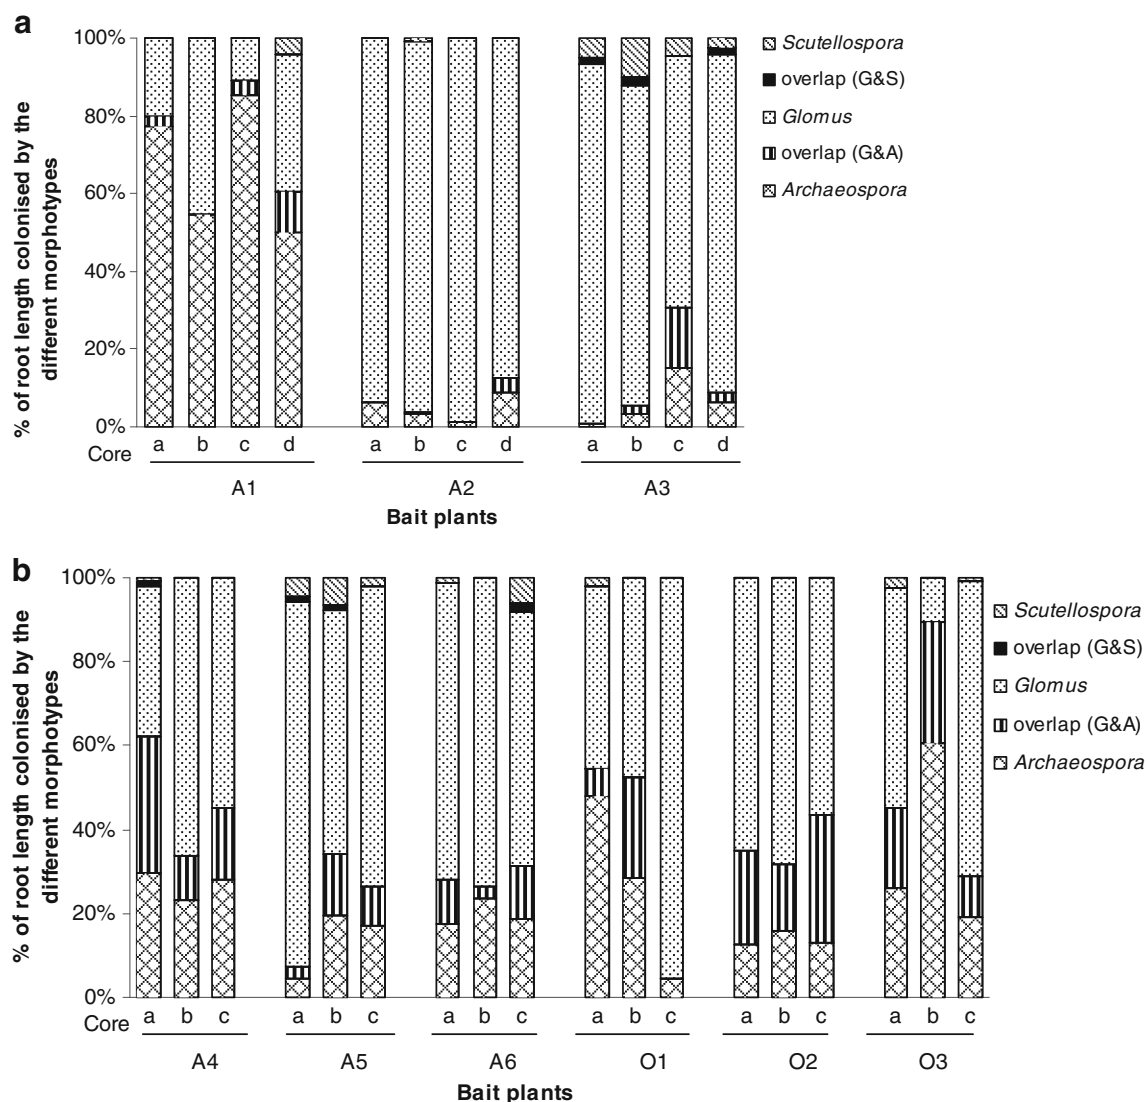 a
% of root length colonised by the
different morphotypes
100%
80%
60%
40%
20%
0%
Scutellospora
overlap (G&S)
Glomus
overlap (G&A)
Archaeospora
Core a b c d a b c d a b c d
A1 A2 A3
Bait plants
b
% of root length colonised by the
different morphotypes
100%
80%
60%
40%
20%
0%
Scutellospora
overlap (G&S)
Glomus
overlap (G&A)
Archaeospora
Core a b c a b c a b c a b c a b c a b c
A4 A5 A6 O1 O2 O3
Bait plants